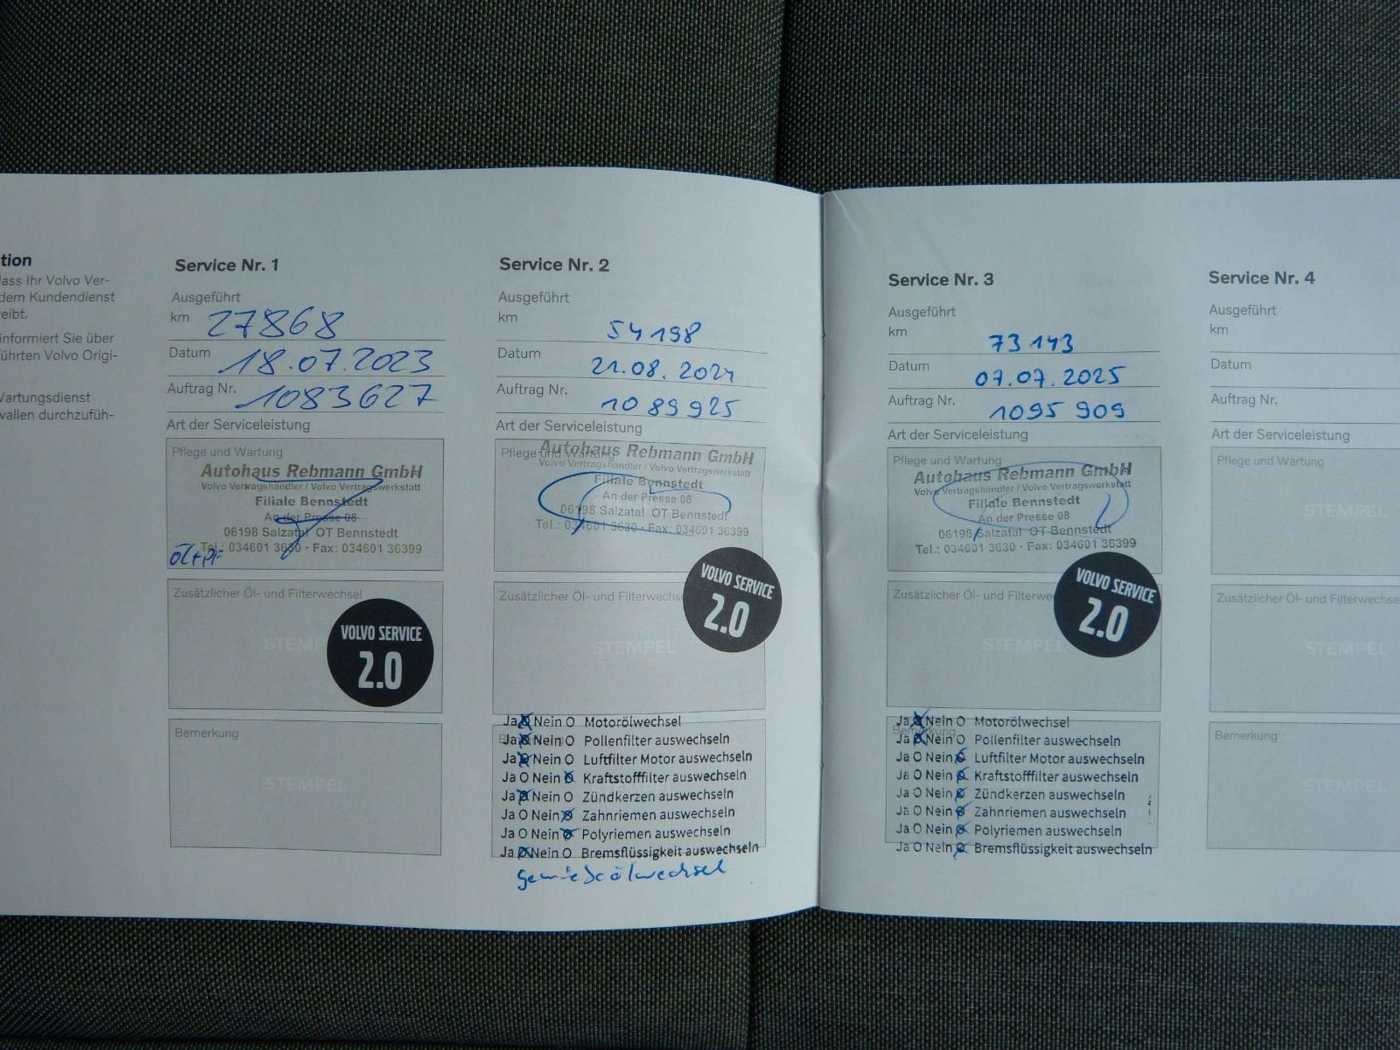 tion
dass Ihr Volvo Ver-
dem Kundendienst
eibt.
informiert Sie über
führten Volvo Origi-
Wartungsdienst
vallen durchzufüh-
Service Nr. 1
Ausgeführt
km 27868
Datum 18.07.2023
Auftrag Nr. 1083627
Art der Serviceleistung
Pflege und Wartung
Autohaus Rebmann GmbH
Volvo Vertragshändler / Volvo Vertragswerkstatt
Filiale Bennstedt
An der Presse 08
06198 Salzatal OT Bennstedt
Tel.: 034601 3630 · Fax: 034601 36399
Öl+PF
Zusätzlicher Öl- und Filterwechsel
STEMPEL
VOLVO SERVICE
2.0
Bemerkung
STEMPEL
Service Nr. 2
Ausgeführt
km 54198
Datum 21.08.2024
Auftrag Nr. 1089925
Art der Serviceleistung
Pflege und Wartung
Autohaus Rebmann GmbH
Volvo Vertragshändler / Volvo Vertragswerkstatt
Filiale Bennstedt
An der Presse 08
06198 Salzatal OT Bennstedt
Tel.: 034601 3630 · Fax: 034601 36399
Zusätzlicher Öl- und Filterwechs
STEMPEL
VOLVO SERVICE
2.0
Ja O Nein O Motorölwechsel
Ja O Nein O Pollenfilter auswechseln
Ja O Nein O Luftfilter Motor auswechseln
Ja O Nein O Kraftstofffilter auswechseln
Ja O Nein O Zündkerzen auswechseln
Ja O Nein O Zahnriemen auswechseln
Ja O Nein O Polyriemen auswechseln
Ja O Nein O Bremsflüssigkeit auswechseln
Service Nr. 3
Ausgeführt
km 73143
Datum 07.07.2025
Auftrag Nr. 1095909
Art der Serviceleistung
Pflege und Wartung
Autohaus Rebmann GmbH
Volvo Vertragshändler / Volvo Vertragswerkstatt
Filiale Bennstedt
An der Presse 08
06198 Salzatal OT Bennstedt
Tel.: 034601 3630 · Fax: 034601 36399
Zusätzlicher Öl- und Filterwe
STEMPEL
VOLVO SERVICE
2.0
Bemerkung
Ja O Nein O Motorölwechsel
Ja O Nein O Pollenfilter auswechseln
Ja O Nein O Luftfilter Motor auswechseln
Ja O Nein O Kraftstofffilter auswechseln
Ja O Nein O Zündkerzen auswechseln
Ja O Nein O Zahnriemen auswechseln
Ja O Nein O Polyriemen auswechseln
Ja O Nein O Bremsflüssigkeit auswechseln
Service Nr. 4
Ausgeführt
km
Datum
Auftrag Nr.
Art der Serviceleistung
Pflege und Wartung
STEMPEL
Zusätzlicher Öl- und Filterwechse
STEMPEL
Bemerkung
STEMPEL